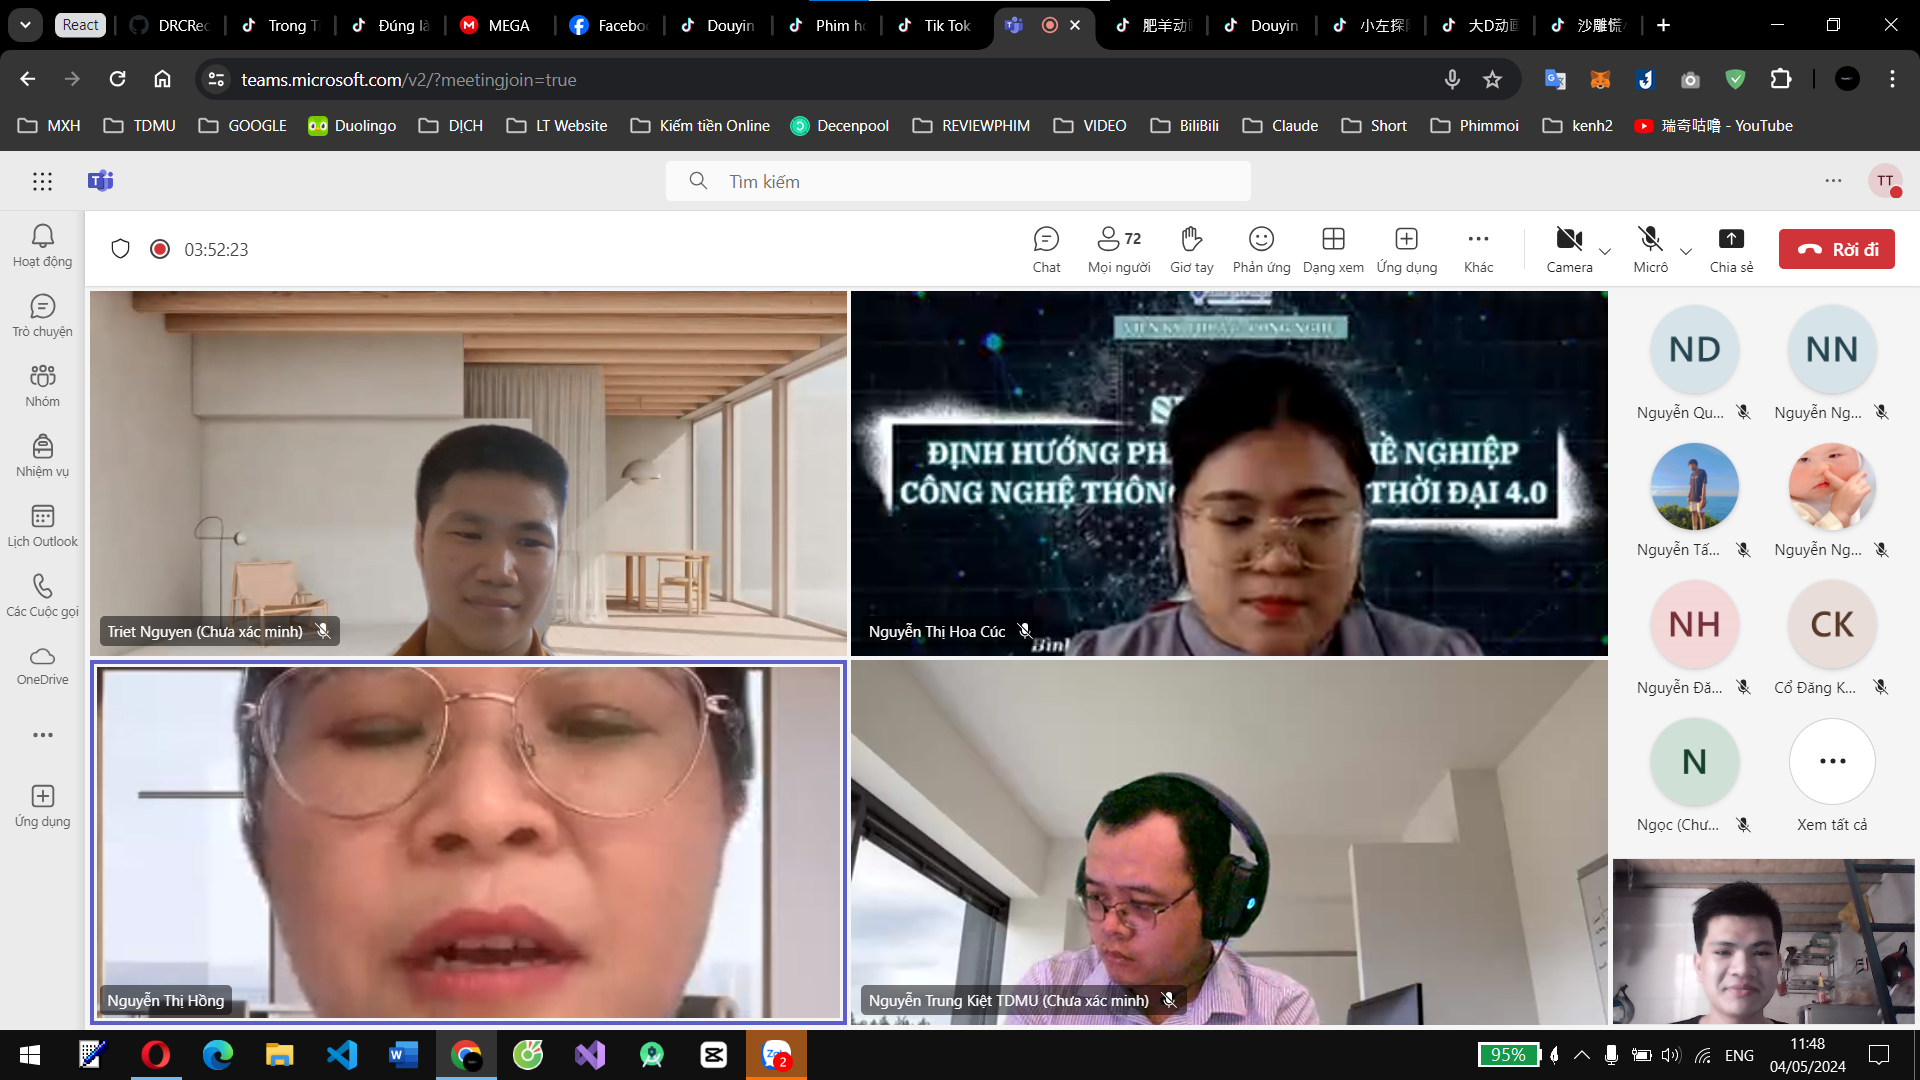 React
DRCRec
Trong T
Đúng là
MEGA
Facebo
Douyin
Phim ho
Tik Tok
肥羊动画
Douyin
小左探
大D动画
沙雕慌
teams.microsoft.com/v2/?meetingjoin=true
MXH
TDMU
GOOGLE
Duolingo
DỊCH
LT Website
Kiếm tiền Online
Decenpool
REVIEWPHIM
VIDEO
BiliBili
Claude
Short
Phimmoi
kenh2
瑞奇咕噜 - YouTube
Tìm kiếm
TT
Hoạt động
Trò chuyện
Nhóm
Nhiệm vụ
Lịch Outlook
Các Cuộc gọi
OneDrive
Ứng dụng
03:52:23
Chat
72
Mọi người
Giơ tay
Phản ứng
Dạng xem
Ứng dụng
Khác
Camera
Micrô
Chia sẻ
Rời đi
Triet Nguyen (Chưa xác minh)
VIỆN KỸ THUẬT CÔNG NGHỆ
ĐỊNH HƯỚNG PH
HỀ NGHIỆP
CÔNG NGHỆ THÔN
THỜI ĐẠI 4.0
Bình
Nguyễn Thị Hoa Cúc
Nguyễn Thị Hồng
Nguyễn Trung Kiệt TDMU (Chưa xác minh)
ND
Nguyễn Qu...
NN
Nguyễn Ng...
Nguyễn Tấ...
Nguyễn Ng...
NH
Nguyễn Đă...
CK
Cổ Đăng K...
N
Ngọc (Chư...
Xem tất cả
2
95%
ENG
11:48
04/05/2024